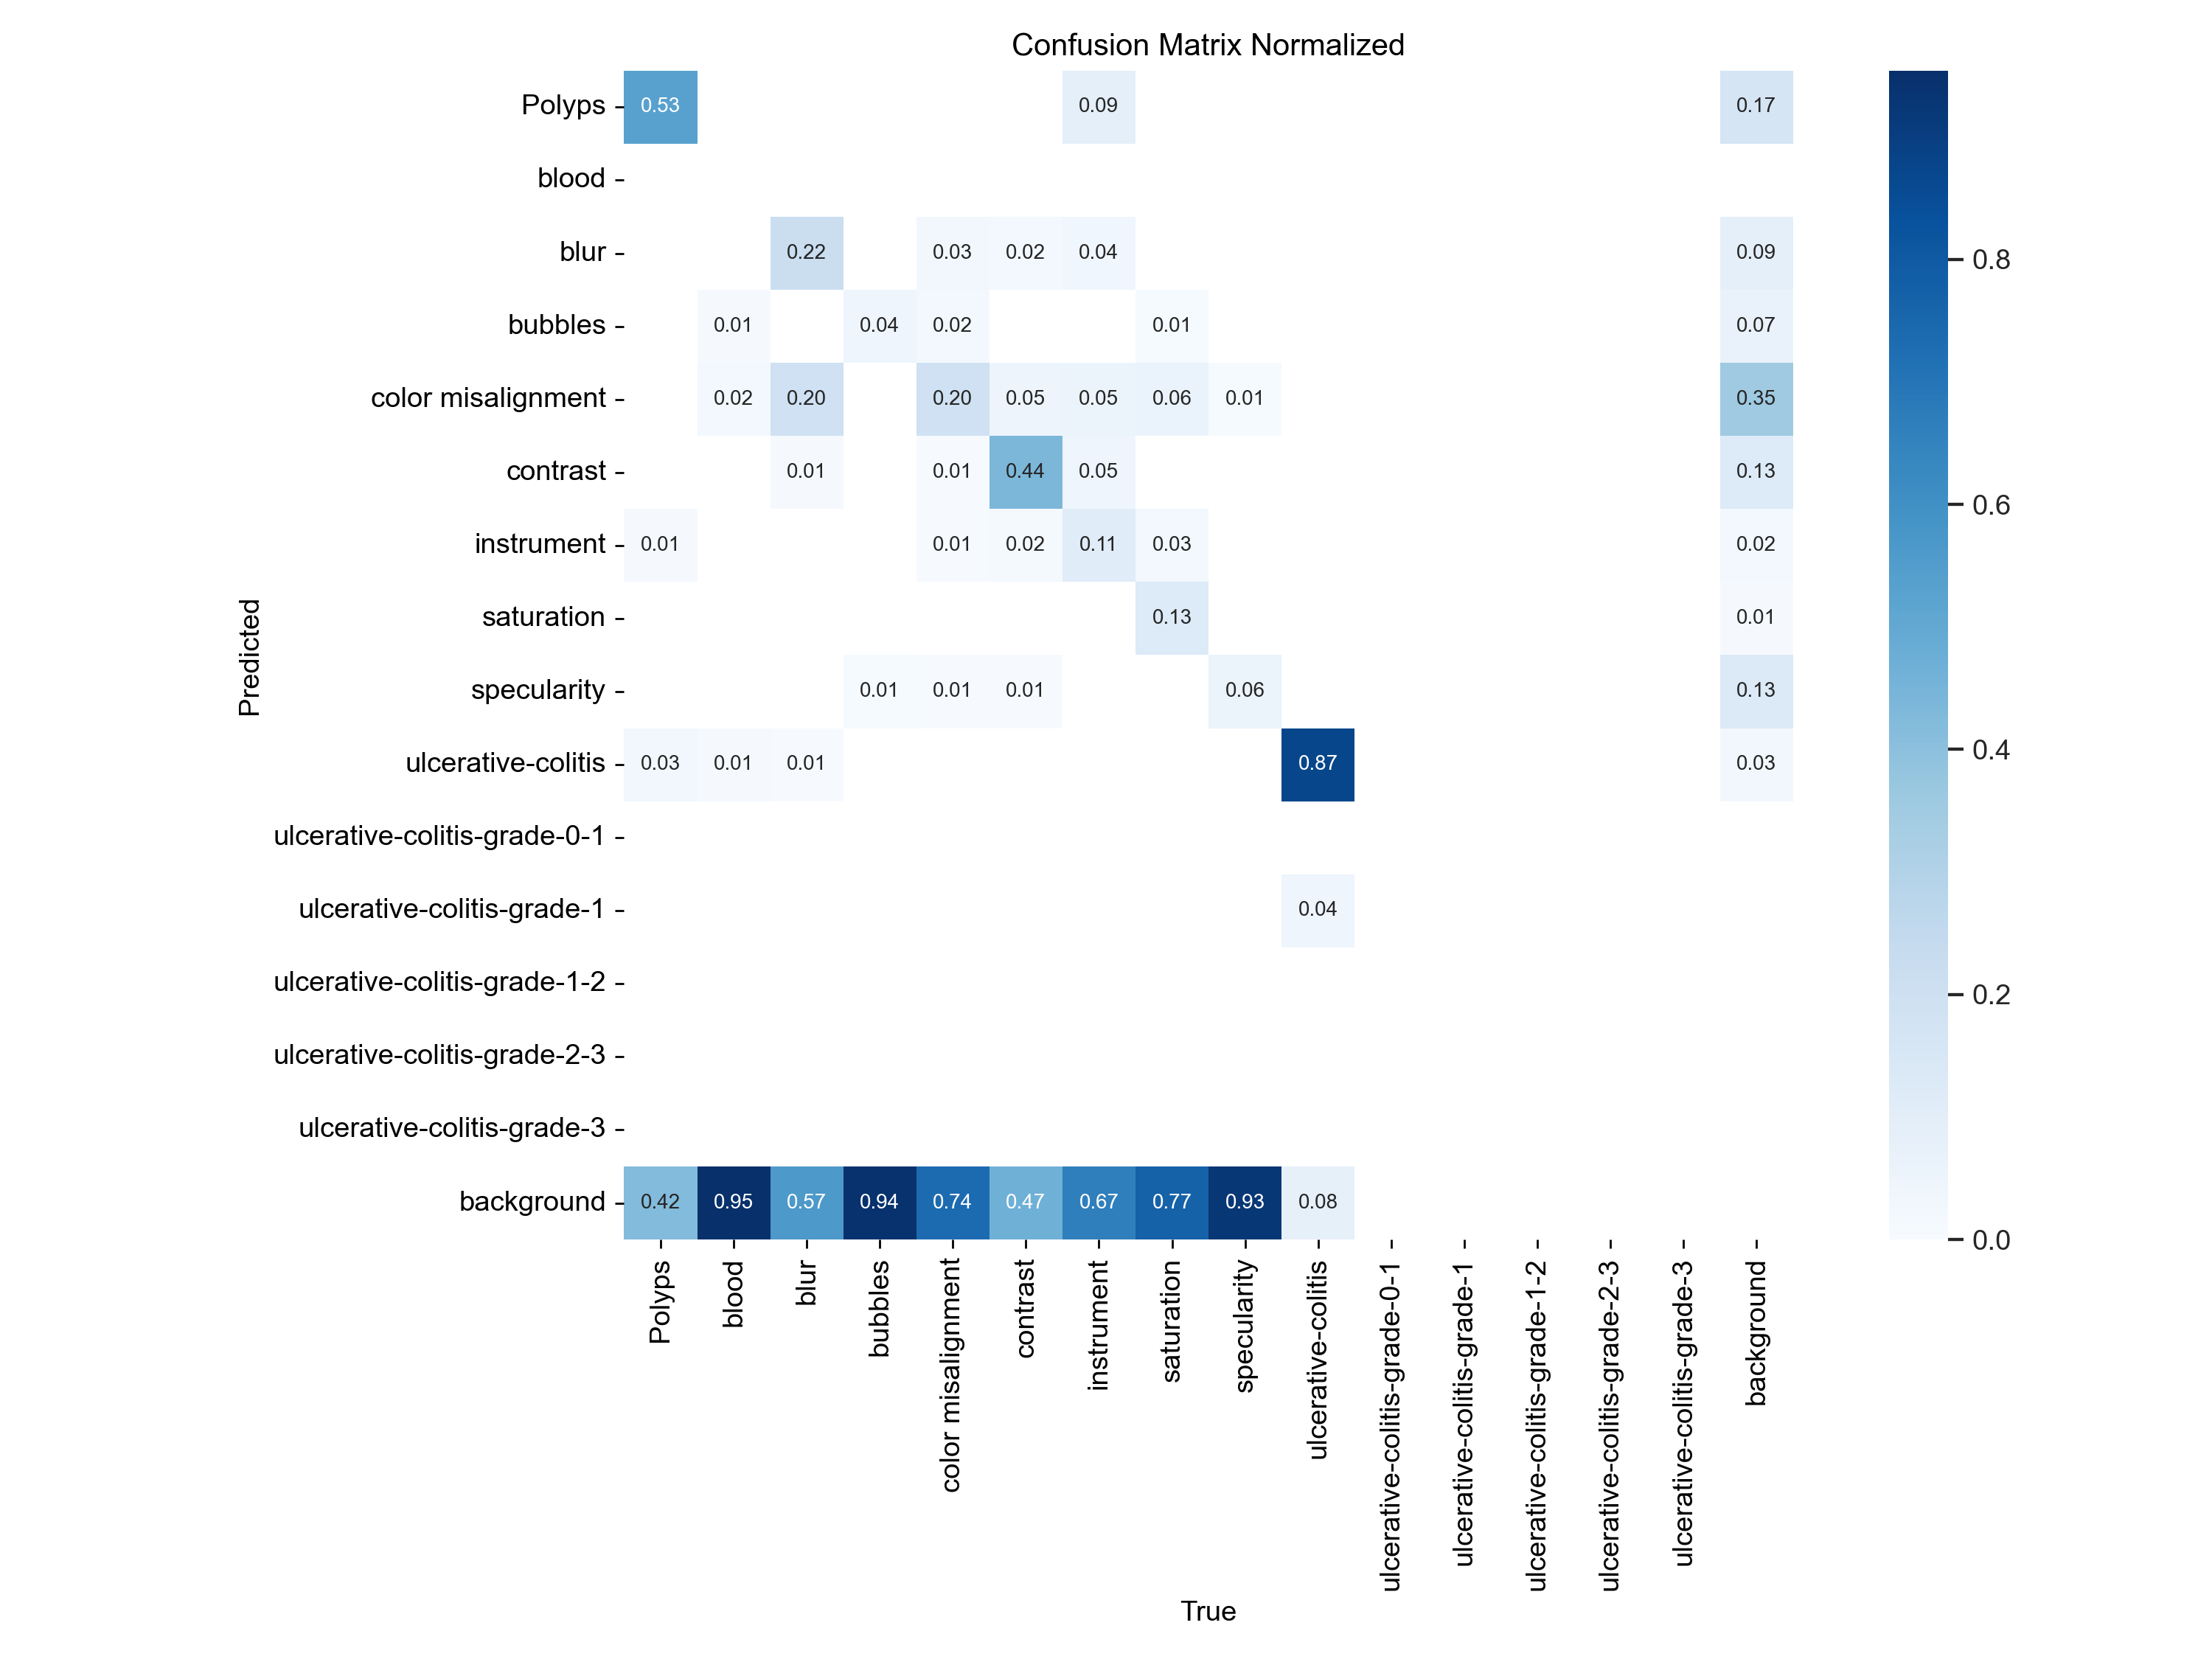 Confusion Matrix Normalized
Polyps 0.53 0.09 0.17
blood
blur 0.22 0.03 0.02 0.04 0.09
bubbles 0.01 0.04 0.02 0.01 0.07
color misalignment 0.02 0.20 0.20 0.05 0.05 0.06 0.01 0.35
contrast 0.01 0.01 0.44 0.05 0.13
instrument 0.01 0.01 0.02 0.11 0.03 0.02
saturation 0.13 0.01
specularity 0.01 0.01 0.01 0.06 0.13
ulcerative-colitis 0.03 0.01 0.01 0.87 0.03
ulcerative-colitis-grade-0-1
ulcerative-colitis-grade-1 0.04
ulcerative-colitis-grade-1-2
ulcerative-colitis-grade-2-3
ulcerative-colitis-grade-3
background 0.42 0.95 0.57 0.94 0.74 0.47 0.67 0.77 0.93 0.08
Predicted
Polyps
blood
blur
bubbles
color misalignment
contrast
instrument
saturation
specularity
ulcerative-colitis
ulcerative-colitis-grade-0-1
ulcerative-colitis-grade-1
ulcerative-colitis-grade-1-2
ulcerative-colitis-grade-2-3
ulcerative-colitis-grade-3
background
True
0.8
0.6
0.4
0.2
0.0